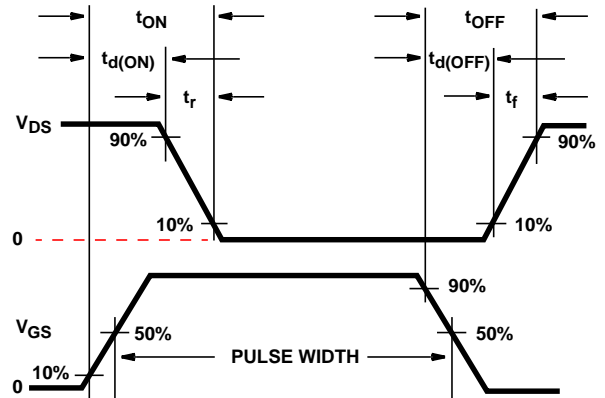 tON tOFF
td(ON) td(OFF)
tr tf
VDS
90% 90%
10% 10%
0
90%
VGS 50% 50%
PULSE WIDTH
10%
0